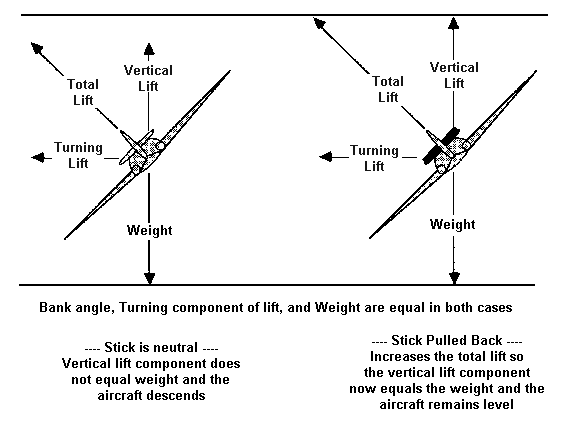 Total
Lift
Vertical
Lift
Turning
Lift
Weight
Total
Lift
Vertical
Lift
Turning
Lift
Weight
Bank angle, Turning component of lift, and Weight are equal in both cases
---- Stick is neutral ----
Vertical lift component does
not equal weight and the
aircraft descends
---- Stick Pulled Back ----
Increases the total lift so
the vertical lift component
now equals the weight and the
aircraft remains level